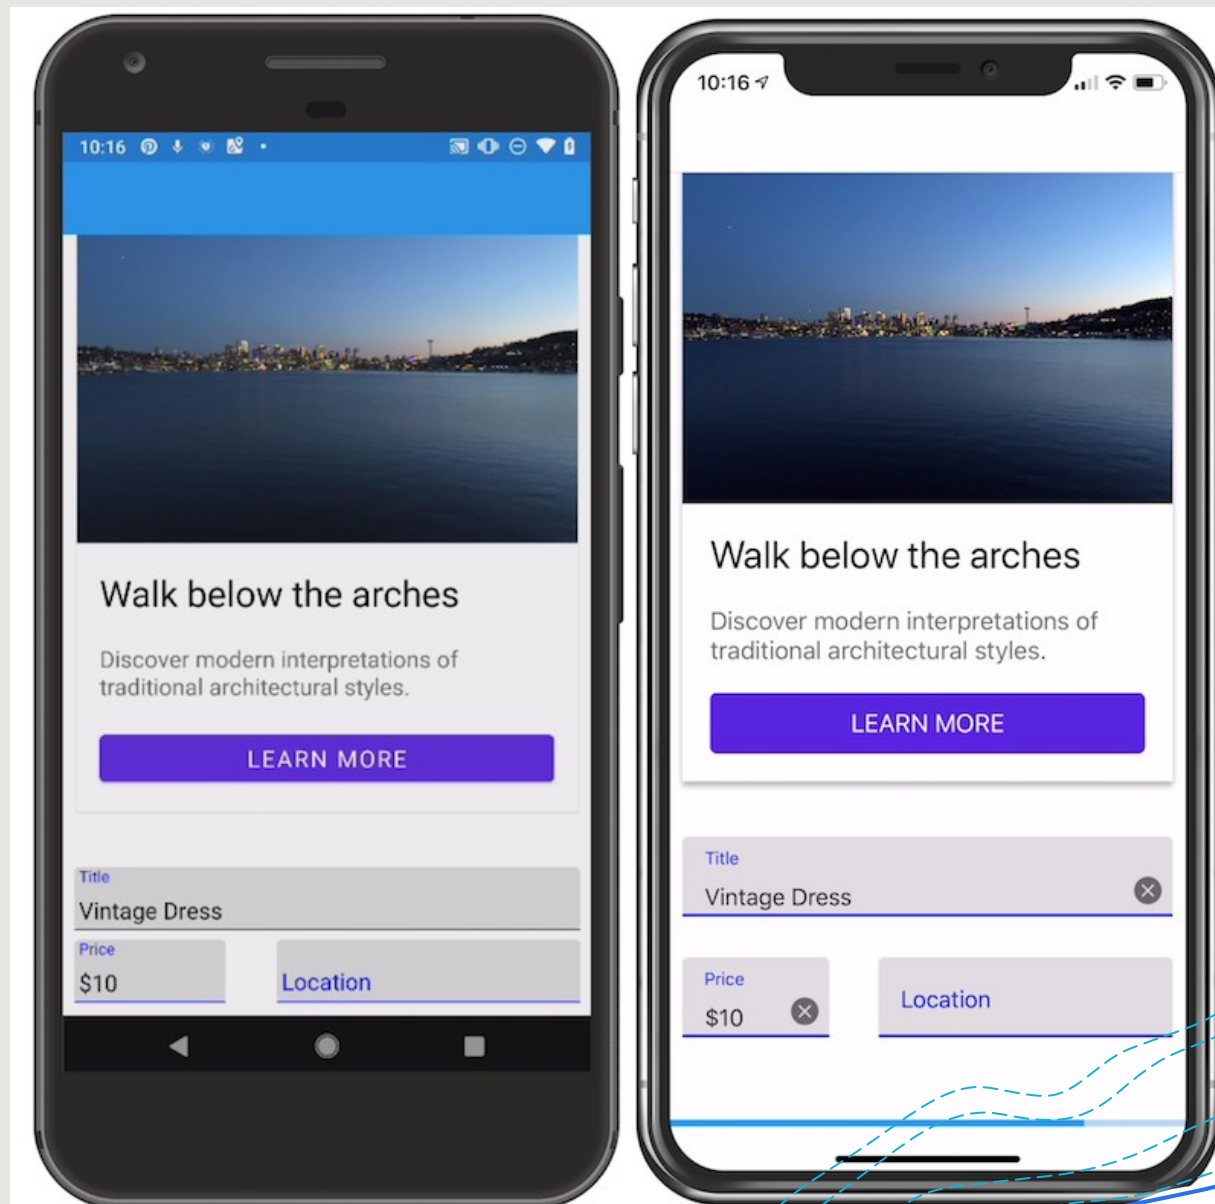 10:16
Walk below the arches
Discover modern interpretations of
traditional architectural styles.
LEARN MORE
Title
Vintage Dress
Price
$10
Location
10:16
Walk below the arches
Discover modern interpretations of
traditional architectural styles.
LEARN MORE
Title
Vintage Dress
Price
$10
Location